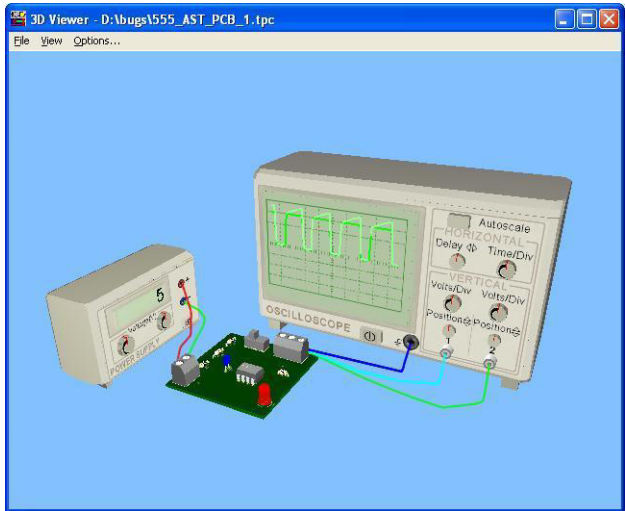 3D Viewer - D:\bugs\555_AST_PCB_1.tpc
File View Options...
Autoscale
HORIZONTAL
Delay Time/Div
VERTICAL
Volts/Div Volts/Div
Position Position
1 2
OSCILLOSCOPE
5
POWER SUPPLY